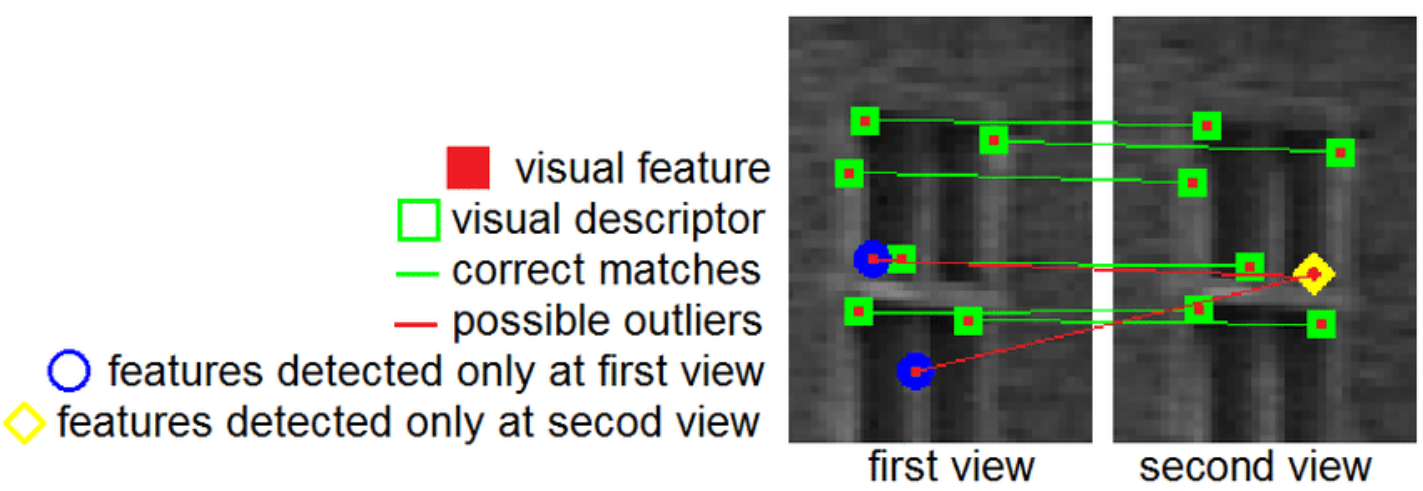 visual feature
visual descriptor
correct matches
possible outliers
features detected only at first view
features detected only at secod view
first view
second view